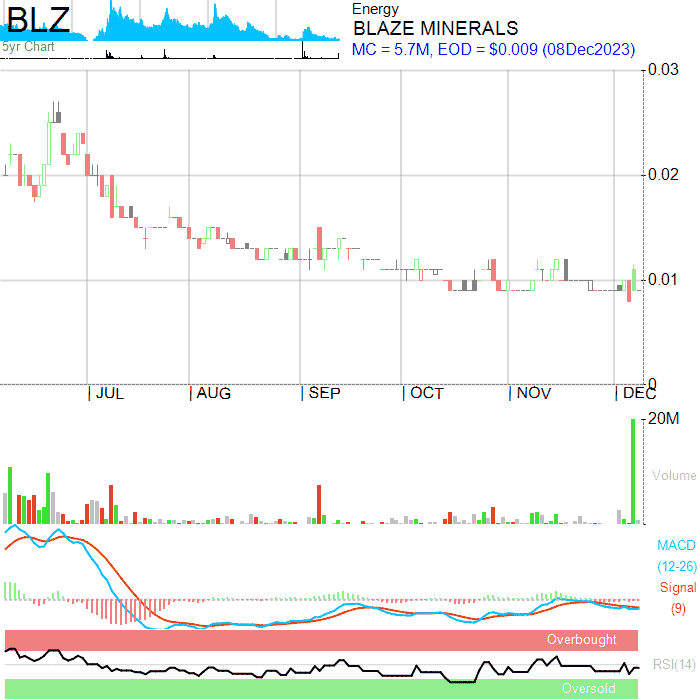 BLZ
5yr Chart
Energy
BLAZE MINERALS
MC = 5.7M, EOD = $0.009 (08Dec2023)
0.03
0.02
0.01
0
JUL AUG SEP OCT NOV DEC
20M
Volume
MACD
(12-26)
Signal
(9)
Overbought
RSI(14)
Oversold